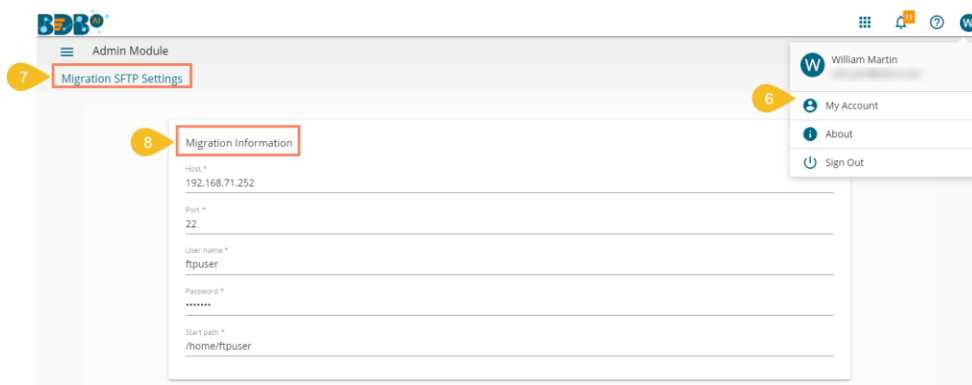 BDB AI
11
?
W
Admin Module
7
Migration SFTP Settings
W
William Martin
6
My Account
About
Sign Out
8
Migration Information
Host *
192.168.71.252
Port *
22
User name *
ftpuser
Password *
•••••••
Start path *
/home/ftpuser